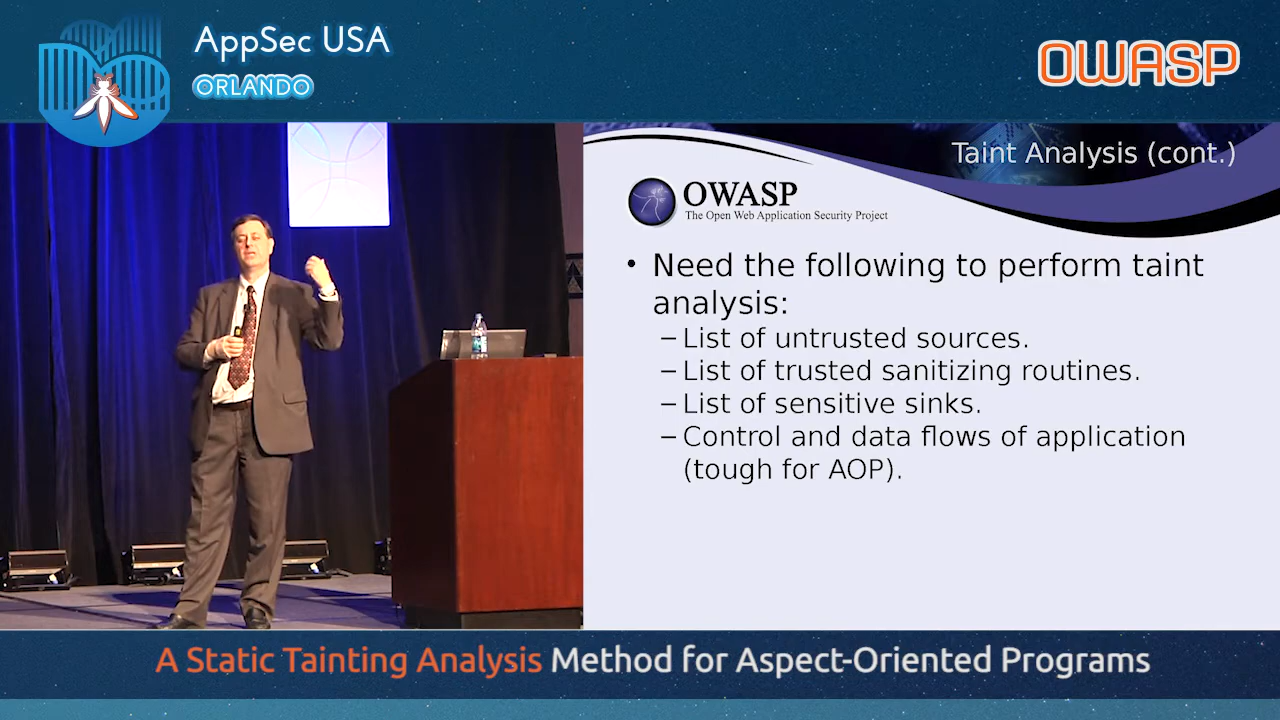 AppSec USA
ORLANDO
OWASP
Taint Analysis (cont.)
OWASP
The Open Web Application Security Project
• Need the following to perform taint
analysis:
– List of untrusted sources.
– List of trusted sanitizing routines.
– List of sensitive sinks.
– Control and data flows of application
(tough for AOP).
A Static Tainting Analysis Method for Aspect-Oriented Programs